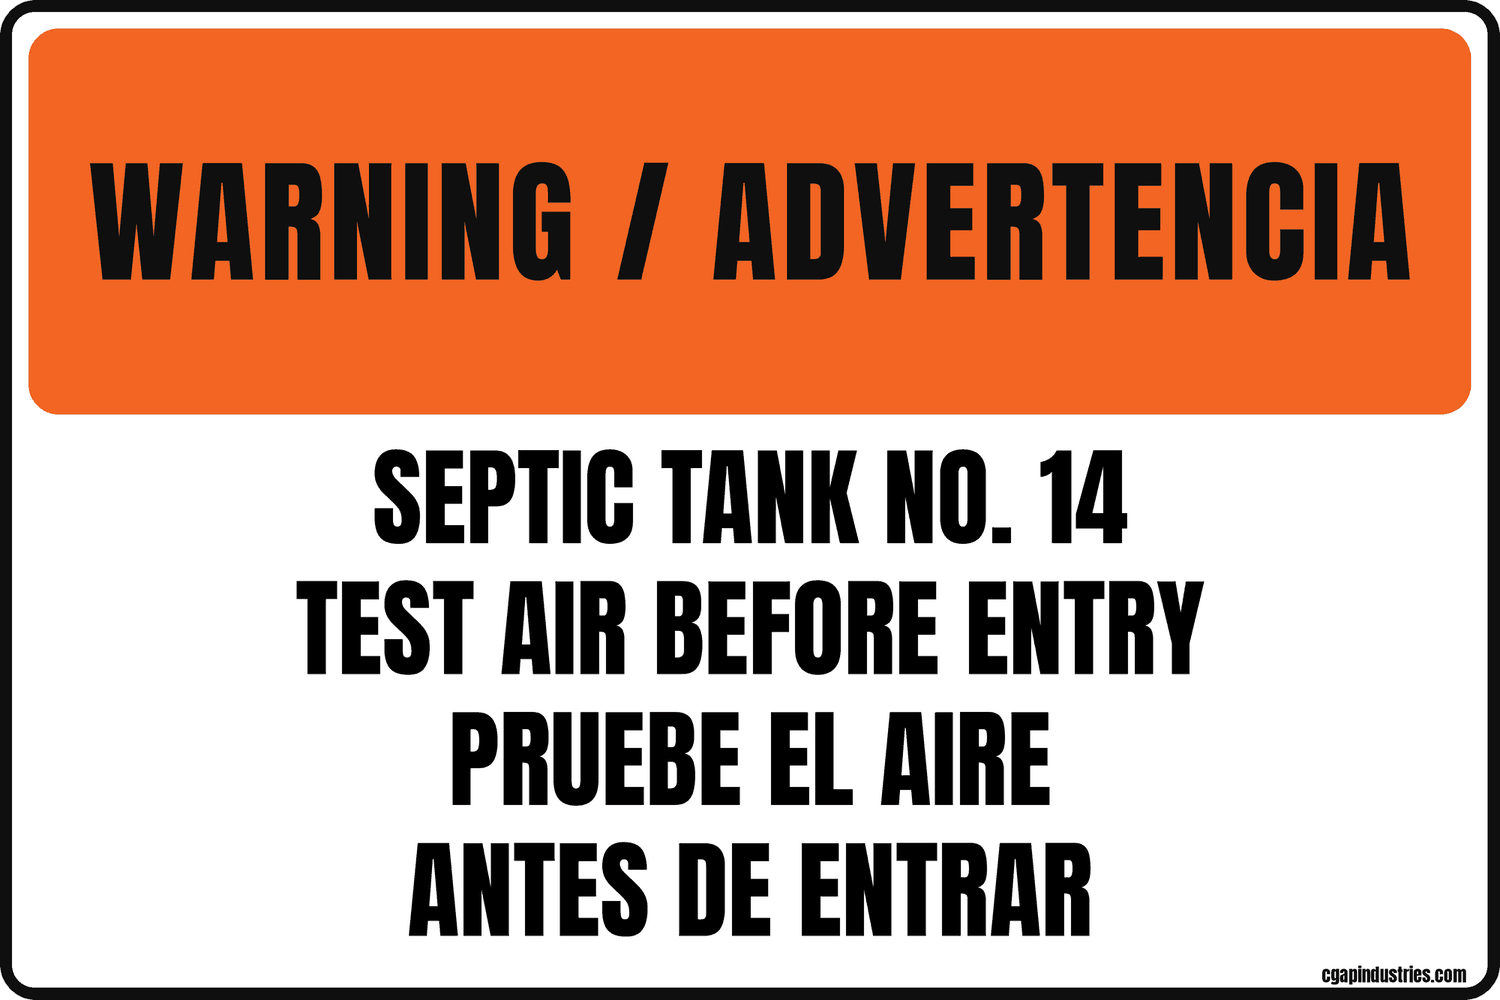 WARNING / ADVERTENCIA
SEPTIC TANK NO. 14
TEST AIR BEFORE ENTRY
PRUEBE EL AIRE
ANTES DE ENTRAR
cgapindustries.com